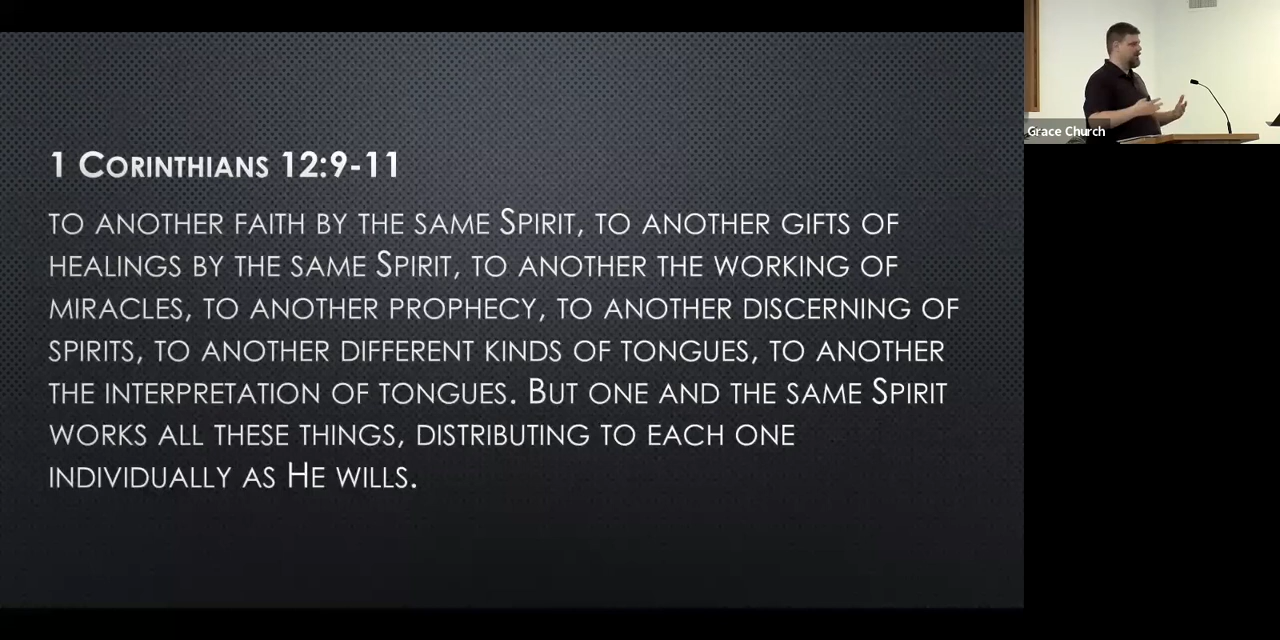 1 Corinthians 12:9-11
to another faith by the same Spirit, to another gifts of
healings by the same Spirit, to another the working of
miracles, to another prophecy, to another discerning of
spirits, to another different kinds of tongues, to another
the interpretation of tongues. But one and the same Spirit
works all these things, distributing to each one
individually as He wills.
Grace Church